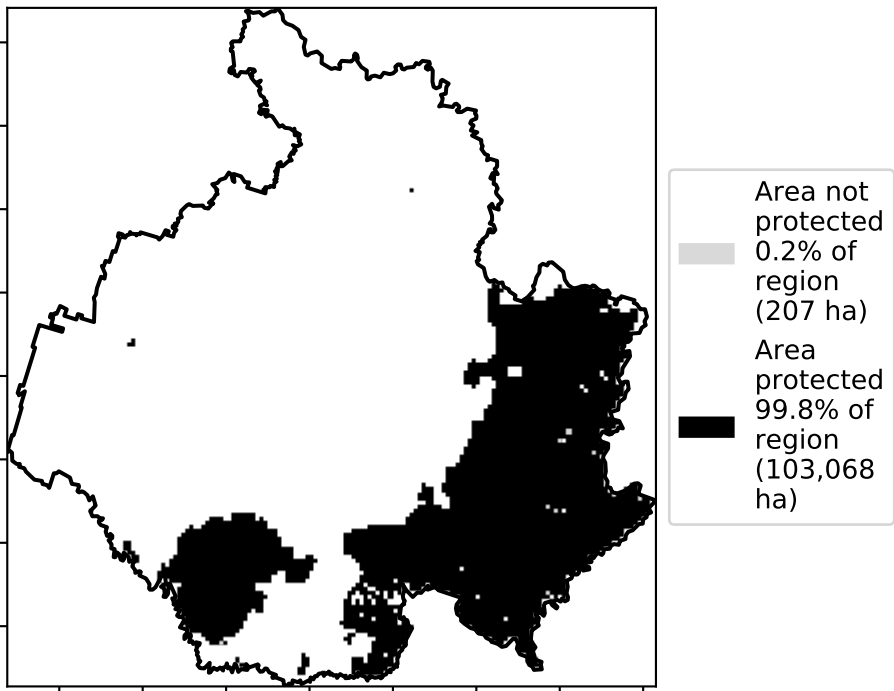 Area not
protected
0.2% of
region
(207 ha)
Area
protected
99.8% of
region
(103,068
ha)